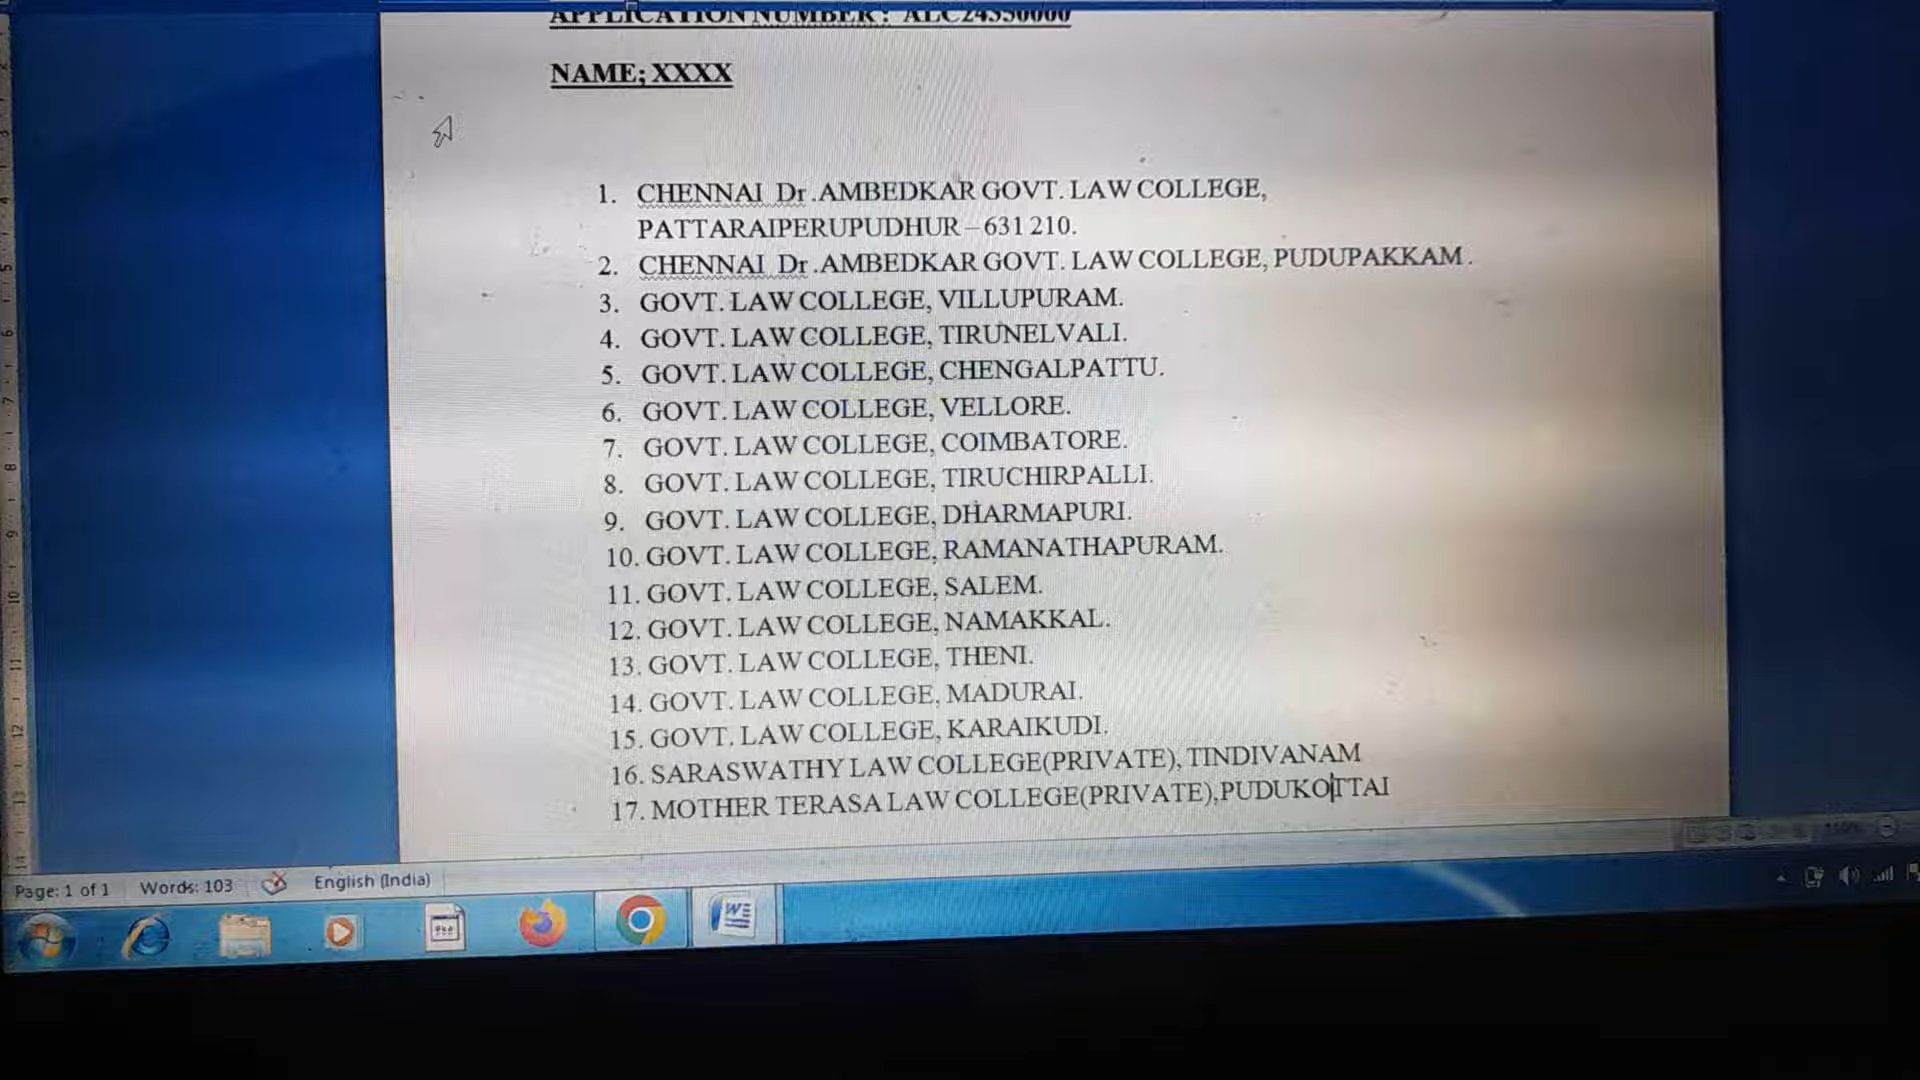 APPLICATION NUMBER: ALC24550000
NAME; XXXX
1. CHENNAI Dr.AMBEDKAR GOVT. LAW COLLEGE,
PATTARAIPERUPUDHUR – 631 210.
2. CHENNAI Dr.AMBEDKAR GOVT. LAW COLLEGE, PUDUPAKKAM.
3. GOVT. LAW COLLEGE, VILLUPURAM.
4. GOVT. LAW COLLEGE, TIRUNELVALI.
5. GOVT. LAW COLLEGE, CHENGALPATTU.
6. GOVT. LAW COLLEGE, VELLORE.
7. GOVT. LAW COLLEGE, COIMBATORE.
8. GOVT. LAW COLLEGE, TIRUCHIRPALLI.
9. GOVT. LAW COLLEGE, DHARMAPURI.
10. GOVT. LAW COLLEGE, RAMANATHAPURAM.
11. GOVT. LAW COLLEGE, SALEM.
12. GOVT. LAW COLLEGE, NAMAKKAL.
13. GOVT. LAW COLLEGE, THENI.
14. GOVT. LAW COLLEGE, MADURAI.
15. GOVT. LAW COLLEGE, KARAIKUDI.
16. SARASWATHY LAW COLLEGE(PRIVATE), TINDIVANAM
17. MOTHER TERASA LAW COLLEGE(PRIVATE),PUDUKOTTAI
Page: 1 of 1 Words: 103 English (India)